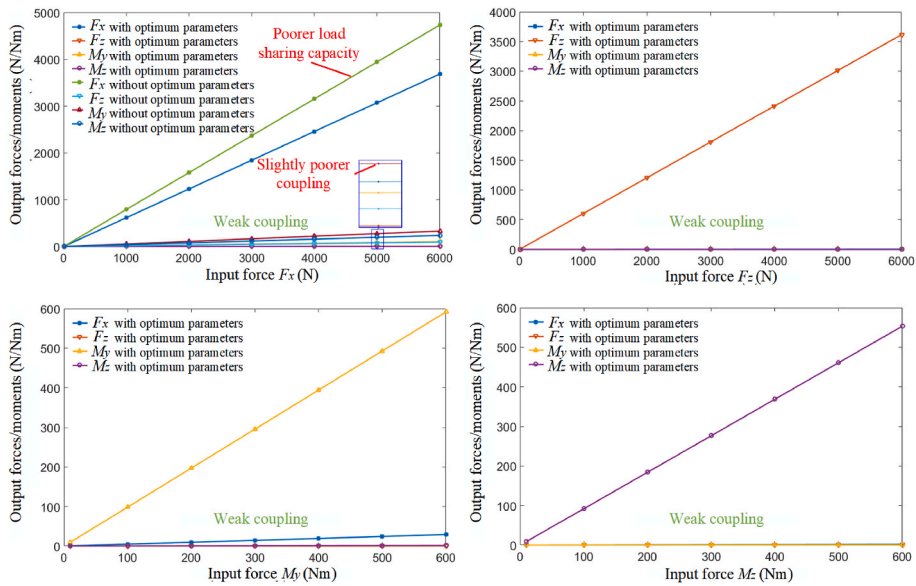 5000
4000
3000
2000
1000
0
0 1000 2000 3000 4000 5000 6000
Output forces/moments (N/Nm)
Input force Fx (N)
Fx with optimum parameters
Fz with optimum parameters
My with optimum parameters
Mz with optimum parameters
Fx without optimum parameters
Fz without optimum parameters
My without optimum parameters
Mz without optimum parameters
Poorer load
sharing capacity
Slightly poorer
coupling
Weak coupling
4000
3500
3000
2500
2000
1500
1000
500
0
0 1000 2000 3000 4000 5000 6000
Output forces/moments (N/Nm)
Input force Fz (N)
Fx with optimum parameters
Fz with optimum parameters
My with optimum parameters
Mz with optimum parameters
Weak coupling
600
500
400
300
200
100
0
0 100 200 300 400 500 600
Output forces/moments (N/Nm)
Input force My (Nm)
Fx with optimum parameters
Fz with optimum parameters
My with optimum parameters
Mz with optimum parameters
Weak coupling
600
500
400
300
200
100
0
0 100 200 300 400 500 600
Output forces/moments (N/Nm)
Input force Mz (Nm)
Fx with optimum parameters
Fz with optimum parameters
My with optimum parameters
Mz with optimum parameters
Weak coupling